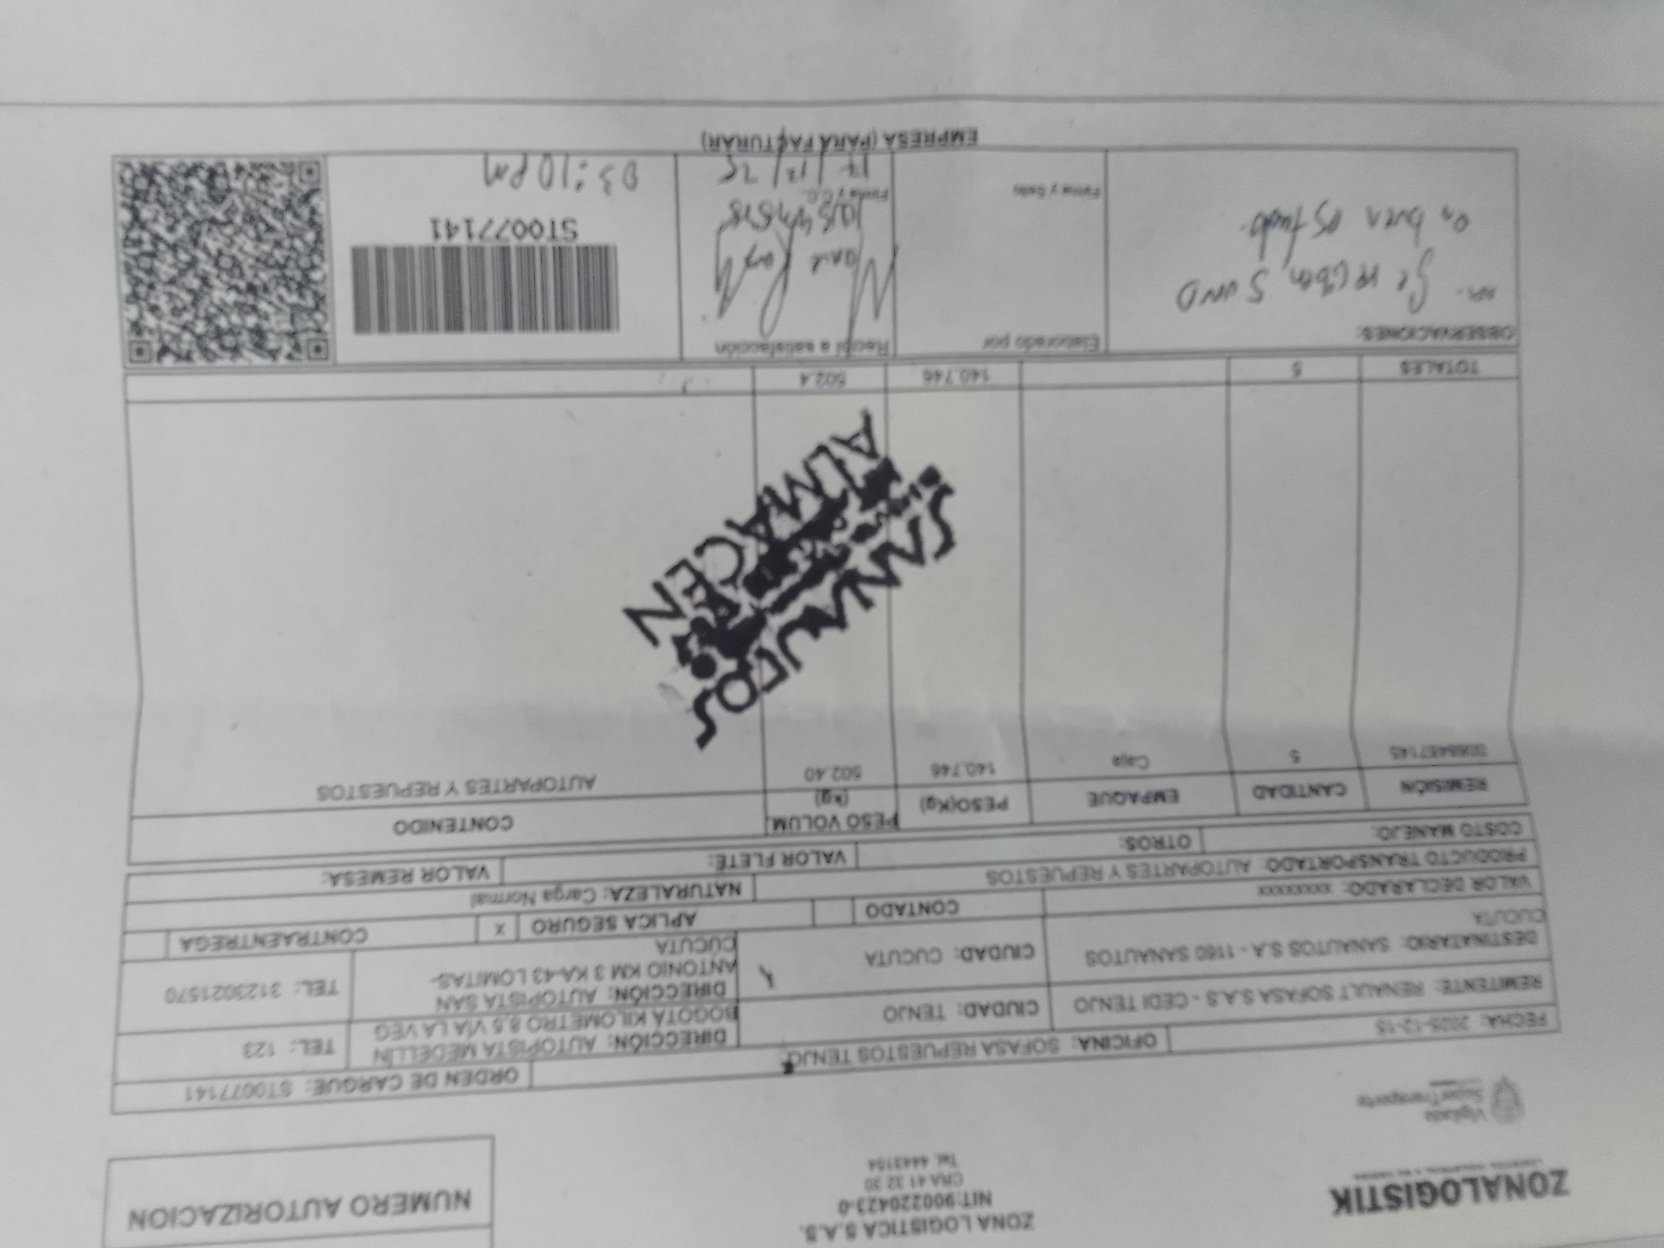 ZONALOGISTIK
ZONA LOGISTICA S.A.S.
NIT:900220423-0
CRA 41 32 30
Tel. 4443154
NUMERO AUTORIZACION
Vigilado
SuperTransporte
ORDEN DE CARGUE: ST0077141
FECHA: 2025-12-15
OFICINA: SOFASA REPUESTOS TENJO
REMITENTE: RENAULT SOFASA S.A.S - CEDI TENJO
CIUDAD: TENJO
DIRECCIÓN: AUTOPISTA MEDELLIN
BOGOTÁ KILOMETRO 8.5 VÍA LA VEG
TEL: 123
DESTINATARIO: SANAUTOS S.A - 1160 SANAUTOS
CUCUTA
CIUDAD: CUCUTA
DIRECCIÓN: AUTOPISTA SAN
ANTONIO KM 3 KA-43 LOMITAS-
CUCUTA
TEL: 3123021570
VALOR DECLARADO: xxxxxxxx
CONTADO
APLICA SEGURO
X
CONTRAENTREGA
PRODUCTO TRANSPORTADO: AUTOPARTES Y REPUESTOS
NATURALEZA: Carga Normal
COSTO MANEJO:
OTROS:
VALOR FLETE:
VALOR REMESA:
REMISIÓN
CANTIDAD
EMPAQUE
PESO(Kg)
PESO VOLUM.
(kg)
CONTENIDO
5
Caja
140.746
502.40
AUTOPARTES Y REPUESTOS
SANAUTOS
ALMACEN
TOTALES
5
140.746
502.4
OBSERVACIONES:
Se reciben 5 UND
en buen estado.
Elaborado por
Firma y Sello
Recibí a satisfacción
Firma y C.C.
17/12/25
ST0077141
03:10 pm
EMPRESA (PARA FACTURAR)